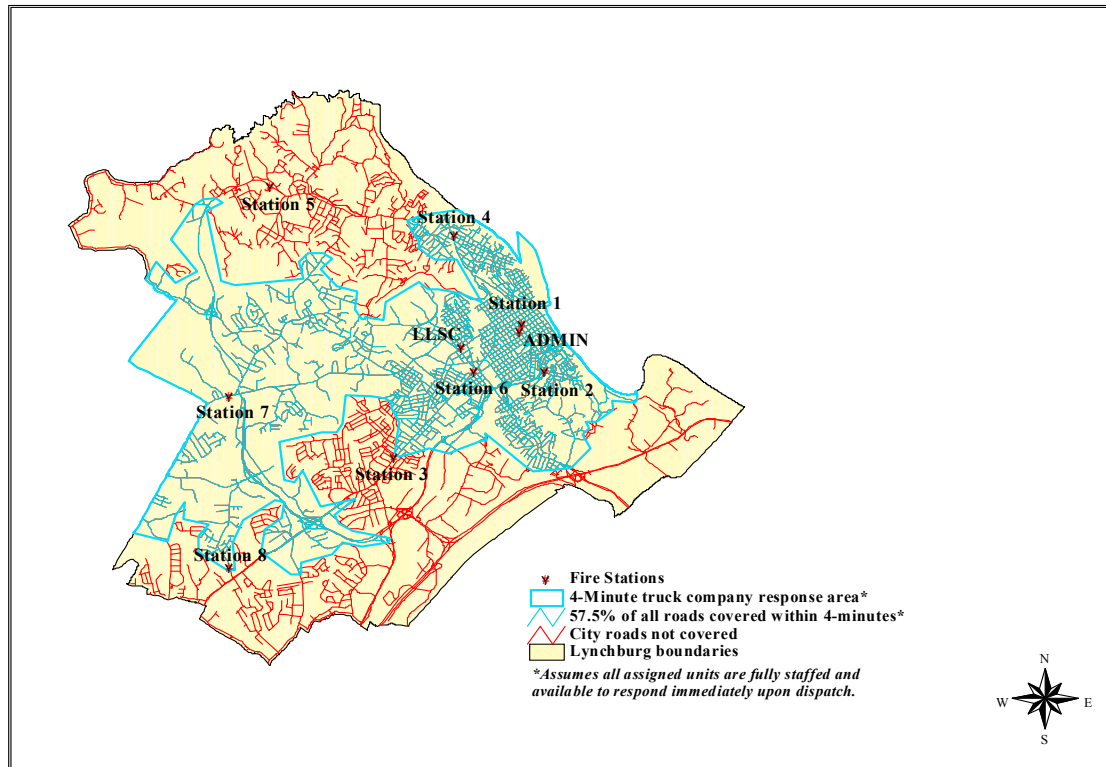 Station 5
Station 4
Station 1
LLSC
ADMIN
Station 6
Station 2
Station 7
Station 3
Station 8
Fire Stations
4-Minute truck company response area*
57.5% of all roads covered within 4-minutes*
City roads not covered
Lynchburg boundaries
*Assumes all assigned units are fully staffed and
available to respond immediately upon dispatch.
N
W E
S